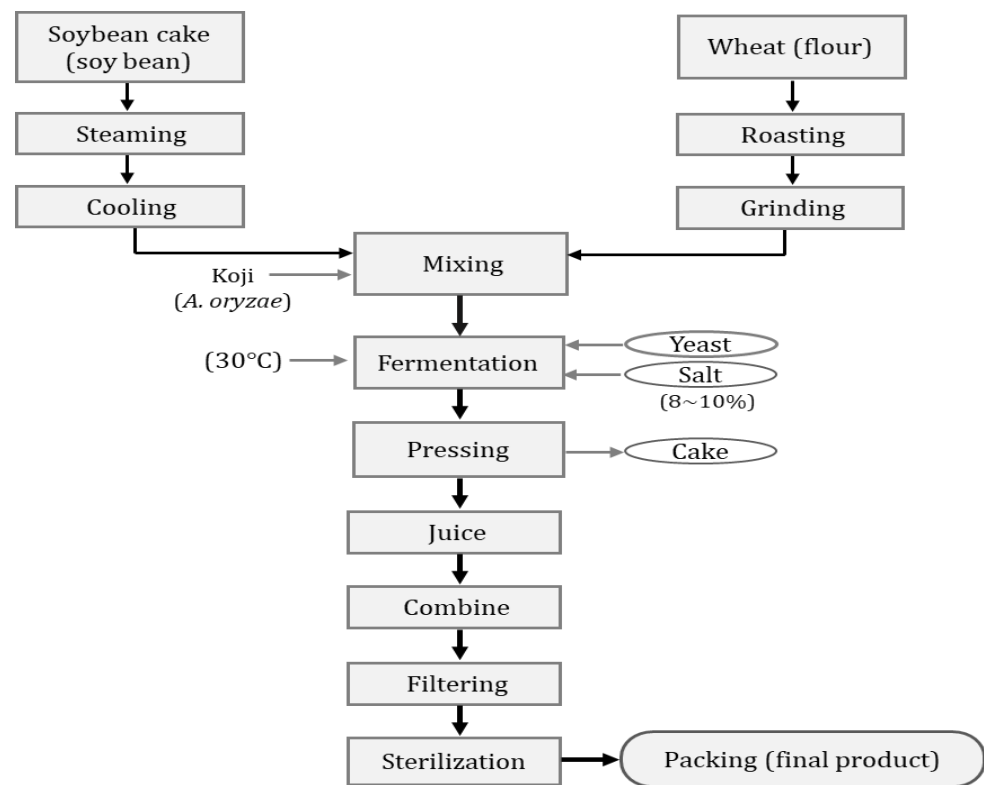 Soybean cake
(soy bean)
Wheat (flour)
Steaming
Roasting
Cooling
Grinding
Mixing
Koji
(A. oryzae)
Fermentation
(30°C)
Yeast
Salt
(8~10%)
Pressing
Cake
Juice
Combine
Filtering
Sterilization
Packing (final product)